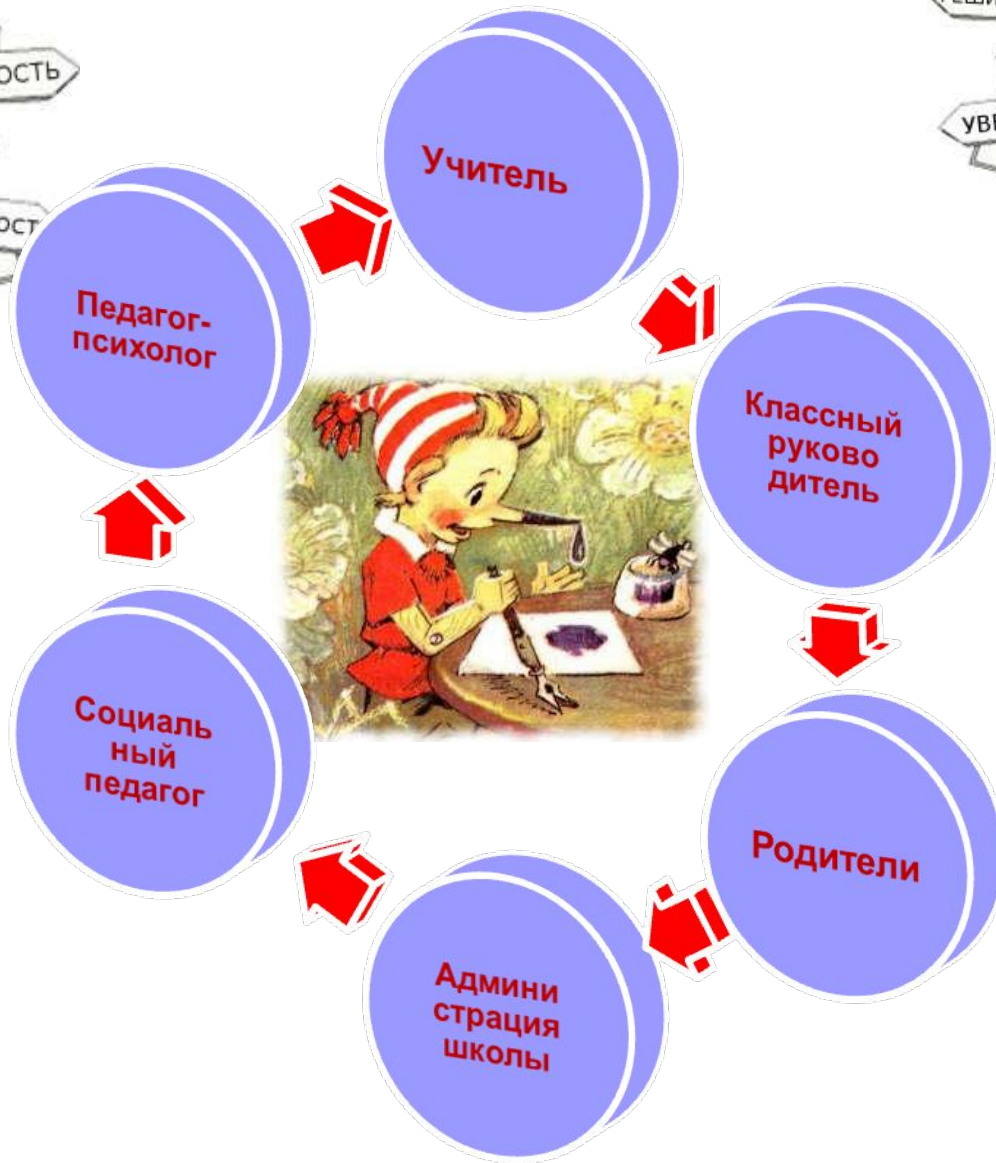 Учитель
Педагог-
психолог
Классный
руково
дитель
Социаль
ный
педагог
Родители
Админи
страция
школы